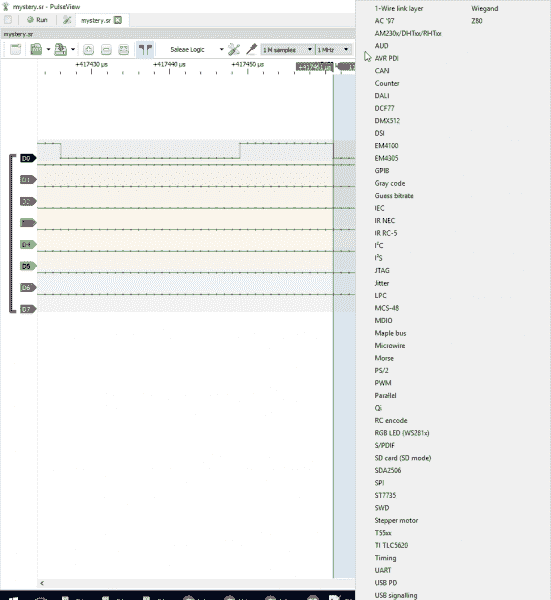 mystery.sr - PulseView
Run
mystery.sr
mystery.sr
Saleae Logic
1 M samples
1 MHz
+417430 µs
+417440 µs
+417450 µs
D0
D1
D2
D4
D5
D6
D7
1-Wire link layer
AC '97
AM230x/DHTxx/RHTxx
AUD
AVR PDI
CAN
Counter
DALI
DCF77
DMX512
DSI
EM4100
EM4305
GPIB
Gray code
Guess bitrate
IEC
IR NEC
IR RC-5
I²C
I²S
JTAG
Jitter
LPC
MCS-48
MDIO
Maple bus
Microwire
Morse
PS/2
PWM
Parallel
Qi
RC encode
RGB LED (WS281x)
S/PDIF
SD card (SD mode)
SDA2506
SPI
ST7735
SWD
Stepper motor
T55xx
TI TLC5620
Timing
UART
USB PD
USB signalling
Wiegand
Z80